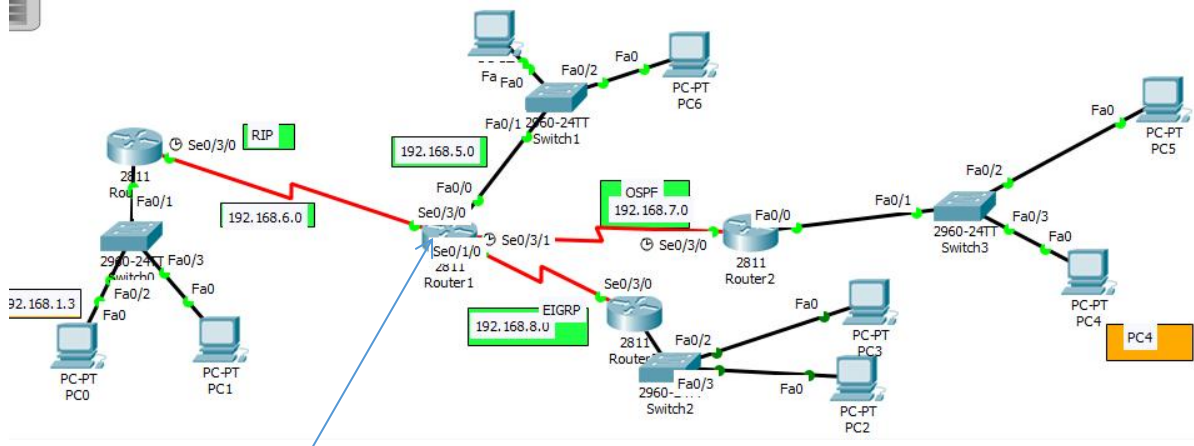 Fa0
Fa0/2
Fa0
PC-PT
PC6
Fa0/1
2960-24TT
Switch1
RIP
Se0/3/0
2811
Fa0/1
192.168.5.0
192.168.6.0
Fa0/0
Se0/3/0
Se0/3/1
Se0/1/0
2811
Router1
OSPF
192.168.7.0
Se0/3/0
Fa0/0
2811
Router2
Fa0/1
Fa0/2
Fa0/3
2960-24TT
Switch3
Fa0
PC-PT
PC5
Fa0
PC-PT
PC4
PC4
Fa0/3
Fa0/2
92.168.1.3
Fa0
Fa0
PC-PT
PC0
PC-PT
PC1
EIGRP
192.168.8.0
Se0/3/0
2811
Fa0/2
Fa0/3
Switch2
Fa0
PC-PT
PC3
Fa0
PC-PT
PC2